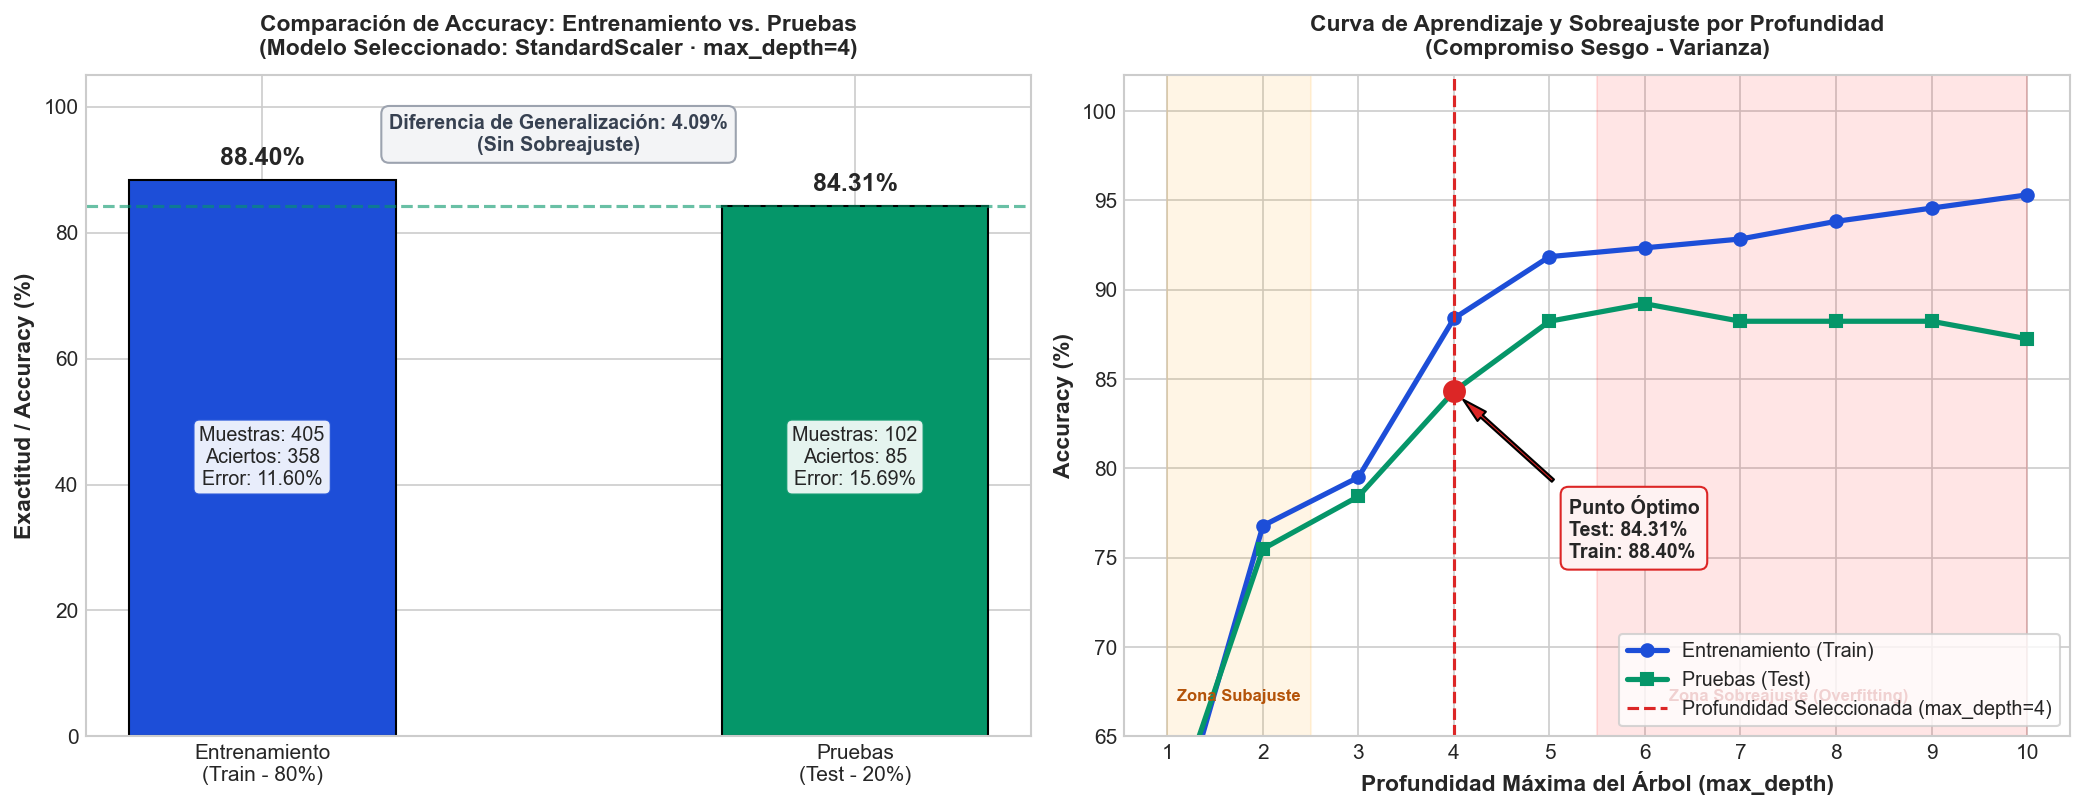 Comparación de Accuracy: Entrenamiento vs. Pruebas
(Modelo Seleccionado: StandardScaler · max_depth=4)
Exactitud / Accuracy (%)
100
80
60
40
20
0
Diferencia de Generalización: 4.09%
(Sin Sobreajuste)
88.40%
84.31%
Muestras: 405
Aciertos: 358
Error: 11.60%
Muestras: 102
Aciertos: 85
Error: 15.69%
Entrenamiento
(Train - 80%)
Pruebas
(Test - 20%)
Curva de Aprendizaje y Sobreajuste por Profundidad
(Compromiso Sesgo - Varianza)
Accuracy (%)
100
95
90
85
80
75
70
65
Punto Óptimo
Test: 84.31%
Train: 88.40%
Zona Subajuste
Zona Sobreajuste (Overfitting)
Entrenamiento (Train)
Pruebas (Test)
Profundidad Seleccionada (max_depth=4)
1 2 3 4 5 6 7 8 9 10
Profundidad Máxima del Árbol (max_depth)